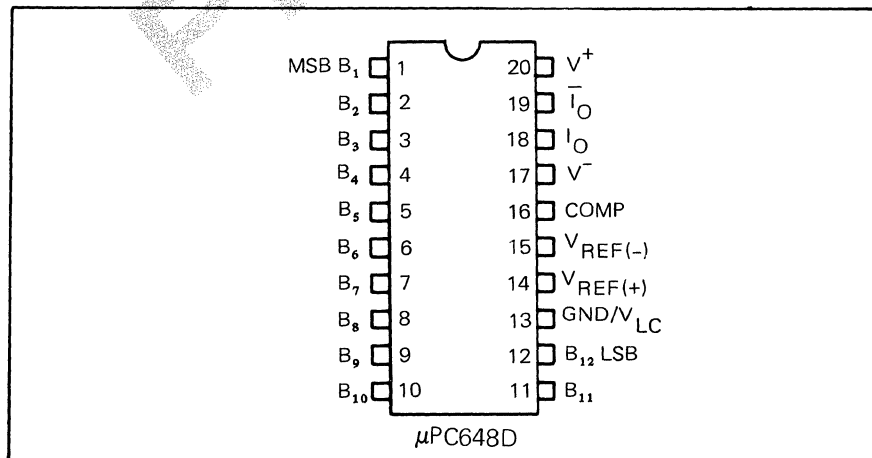 MSB B₁ 1 20 V⁺
B₂ 2 19 I̅O
B₃ 3 18 IO
B₄ 4 17 V⁻
B₅ 5 16 COMP
B₆ 6 15 VREF(−)
B₇ 7 14 VREF(+)
B₈ 8 13 GND/VLC
B₉ 9 12 B₁₂ LSB
B₁₀ 10 11 B₁₁
μPC648D